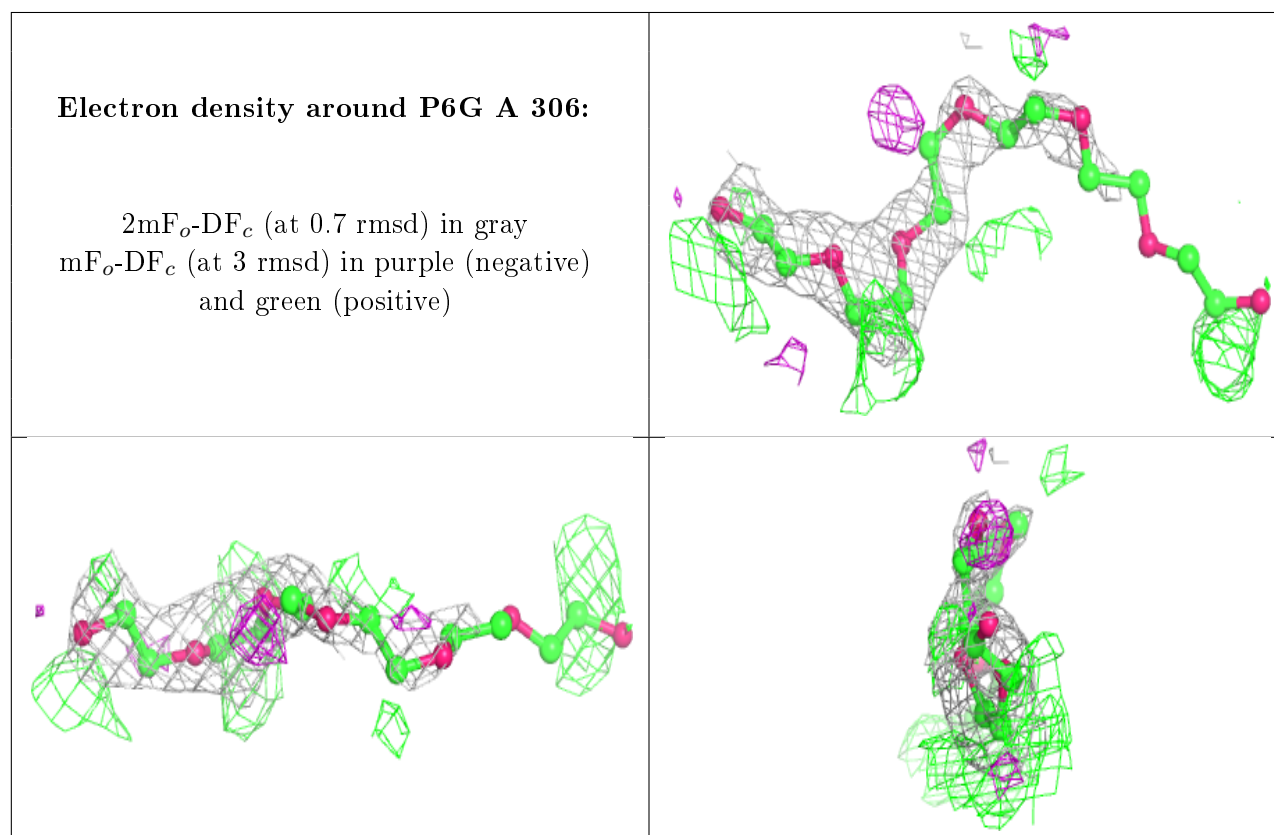 Electron density around P6G A 306:
2mFo-DFc (at 0.7 rmsd) in gray
mFo-DFc (at 3 rmsd) in purple (negative)
and green (positive)